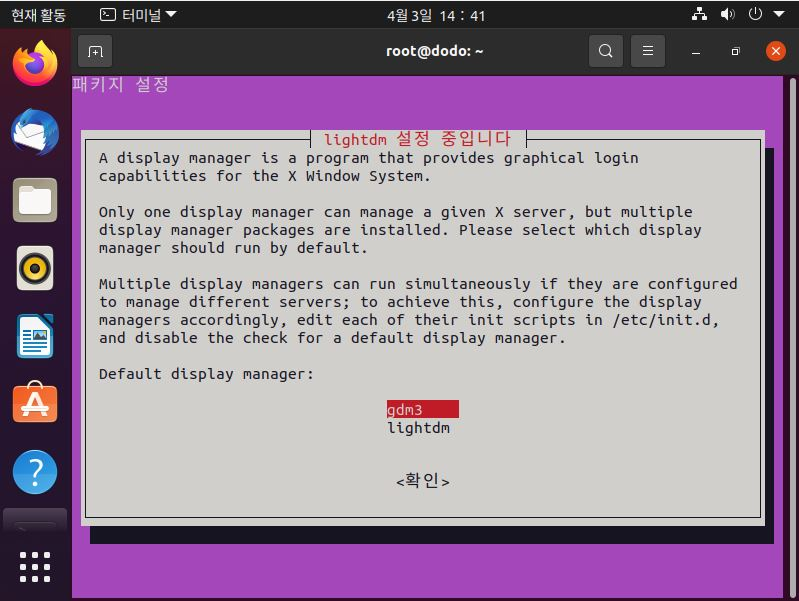 현재 활동
터미널
4월 3일 14 : 41
root@dodo: ~
패키지 설정
lightdm 설정 중입니다
A display manager is a program that provides graphical login
capabilities for the X Window System.
Only one display manager can manage a given X server, but multiple
display manager packages are installed. Please select which display
manager should run by default.
Multiple display managers can run simultaneously if they are configured
to manage different servers; to achieve this, configure the display
managers accordingly, edit each of their init scripts in /etc/init.d,
and disable the check for a default display manager.
Default display manager:
gdm3
lightdm
<확인>